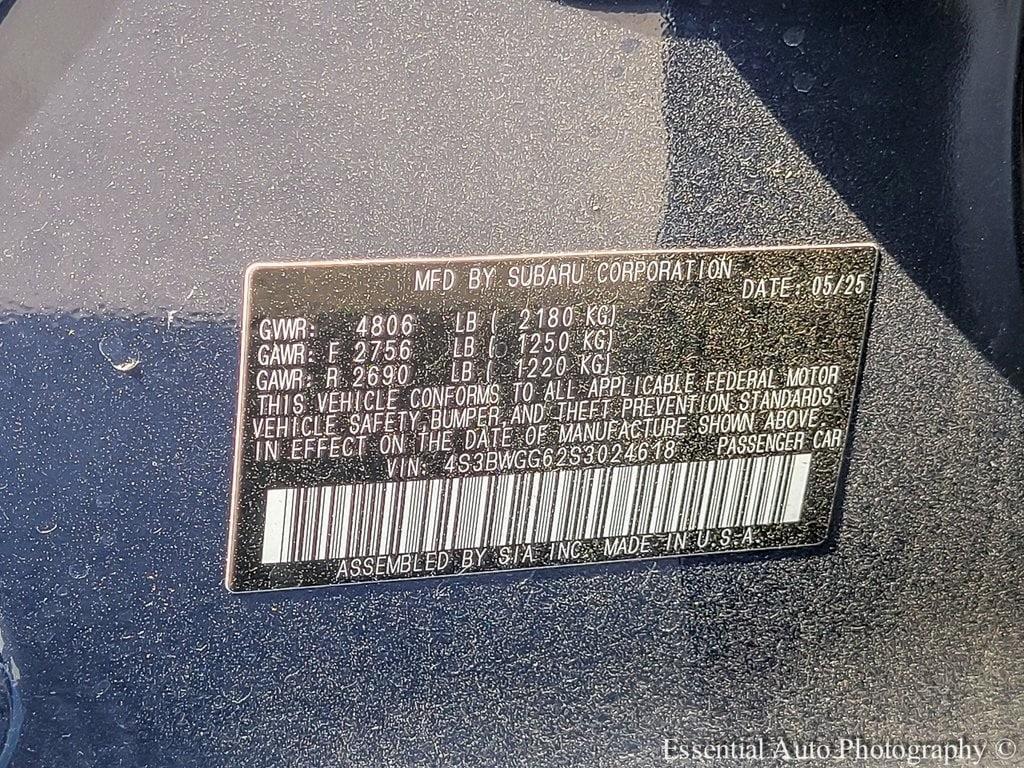 MFD BY SUBARU CORPORATION DATE: 05/25
GVWR: 4806 LB ( 2180 KG)
GAWR: F 2756 LB ( 1250 KG)
GAWR: R 2690 LB ( 1220 KG)
THIS VEHICLE CONFORMS TO ALL APPLICABLE FEDERAL MOTOR
VEHICLE SAFETY, BUMPER, AND THEFT PREVENTION STANDARDS
IN EFFECT ON THE DATE OF MANUFACTURE SHOWN ABOVE.
VIN: 4S3BWGG62S3024618 PASSENGER CAR
ASSEMBLED BY SIA INC. MADE IN U.S.A.
Essential Auto Photography ©